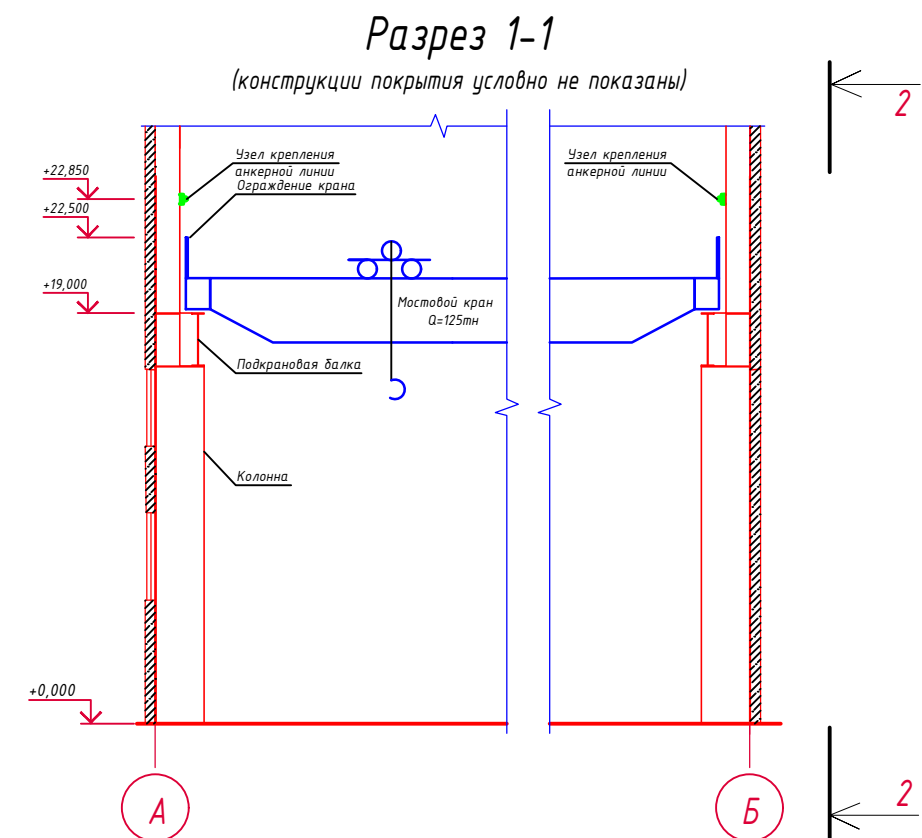 Разрез 1-1
(конструкции покрытия условно не показаны)
2
Узел крепления
анкерной линии
Ограждение крана
Узел крепления
анкерной линии
+22,850
+22,500
+19,000
Мостовой кран
Q=125тн
Подкрановая балка
Колонна
+0,000
А
Б
2